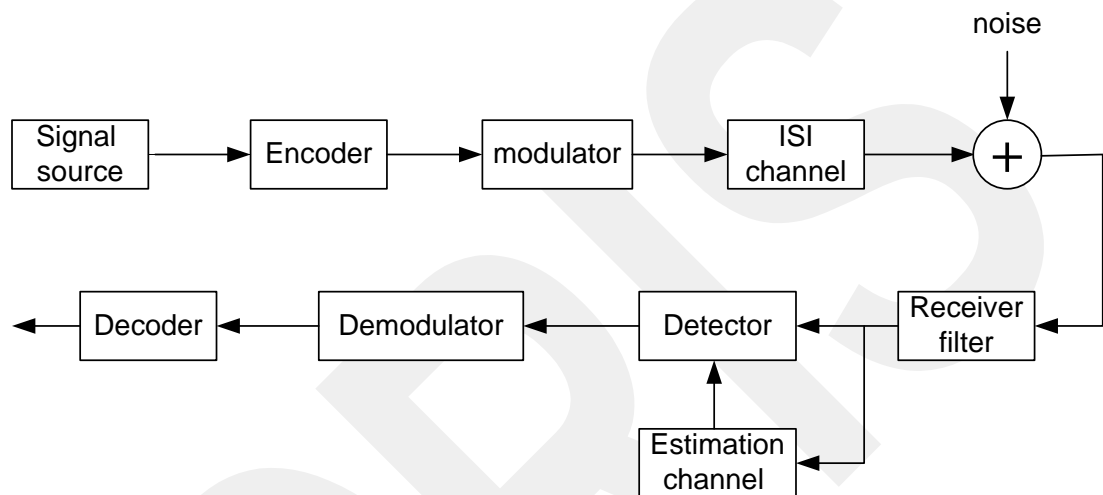 noise
Signal
source
Encoder
modulator
ISI
channel
+
Decoder
Demodulator
Detector
Receiver
filter
Estimation
channel